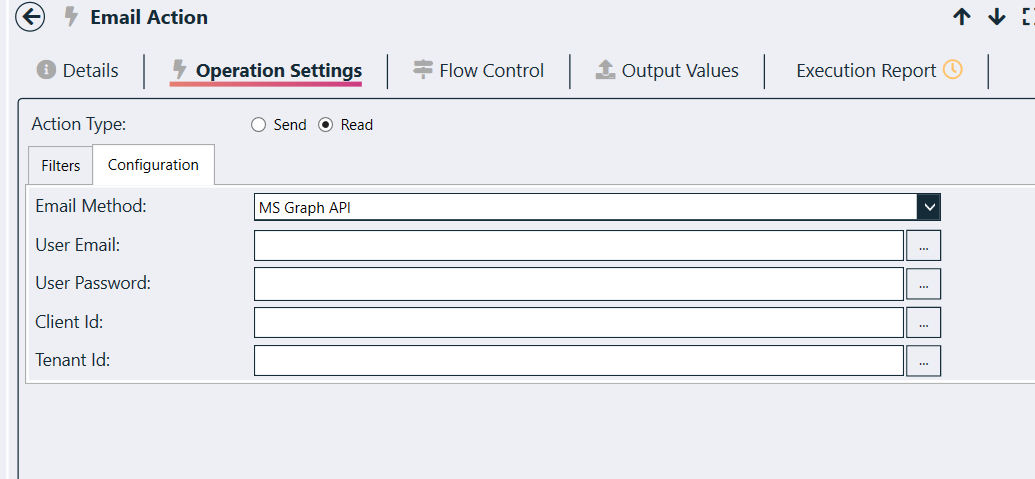 Email Action
Details Operation Settings Flow Control Output Values Execution Report
Action Type: Send Read
Filters Configuration
Email Method: MS Graph API
User Email: ...
User Password: ...
Client Id: ...
Tenant Id: ...